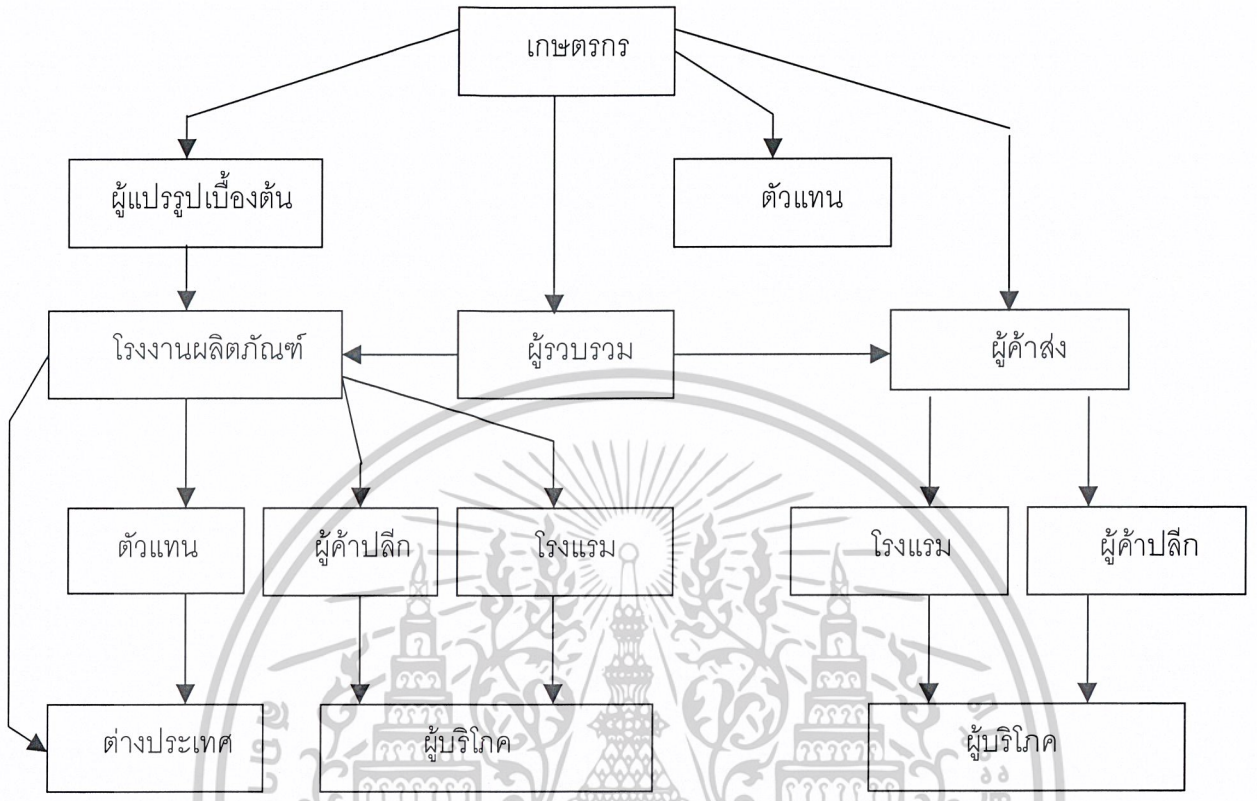 เกษตรกร
ผู้แปรรูปเบื้องต้น
ตัวแทน
โรงงานผลิตภัณฑ์
ผู้รวบรวม
ผู้ค้าส่ง
ตัวแทน
ผู้ค้าปลีก
โรงแรม
โรงแรม
ผู้ค้าปลีก
ต่างประเทศ
ผู้บริโภค
ผู้บริโภค